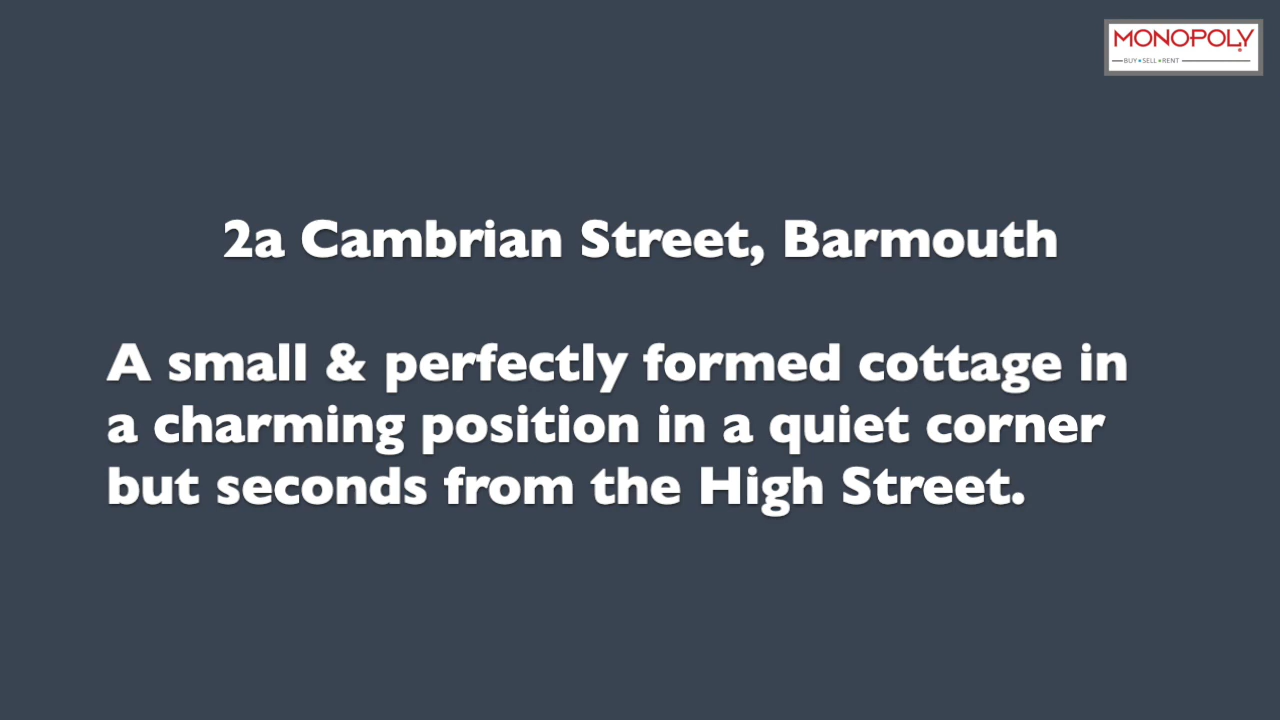 MONOPOLY
BUY•SELL•RENT
2a Cambrian Street, Barmouth
A small & perfectly formed cottage in
a charming position in a quiet corner
but seconds from the High Street.